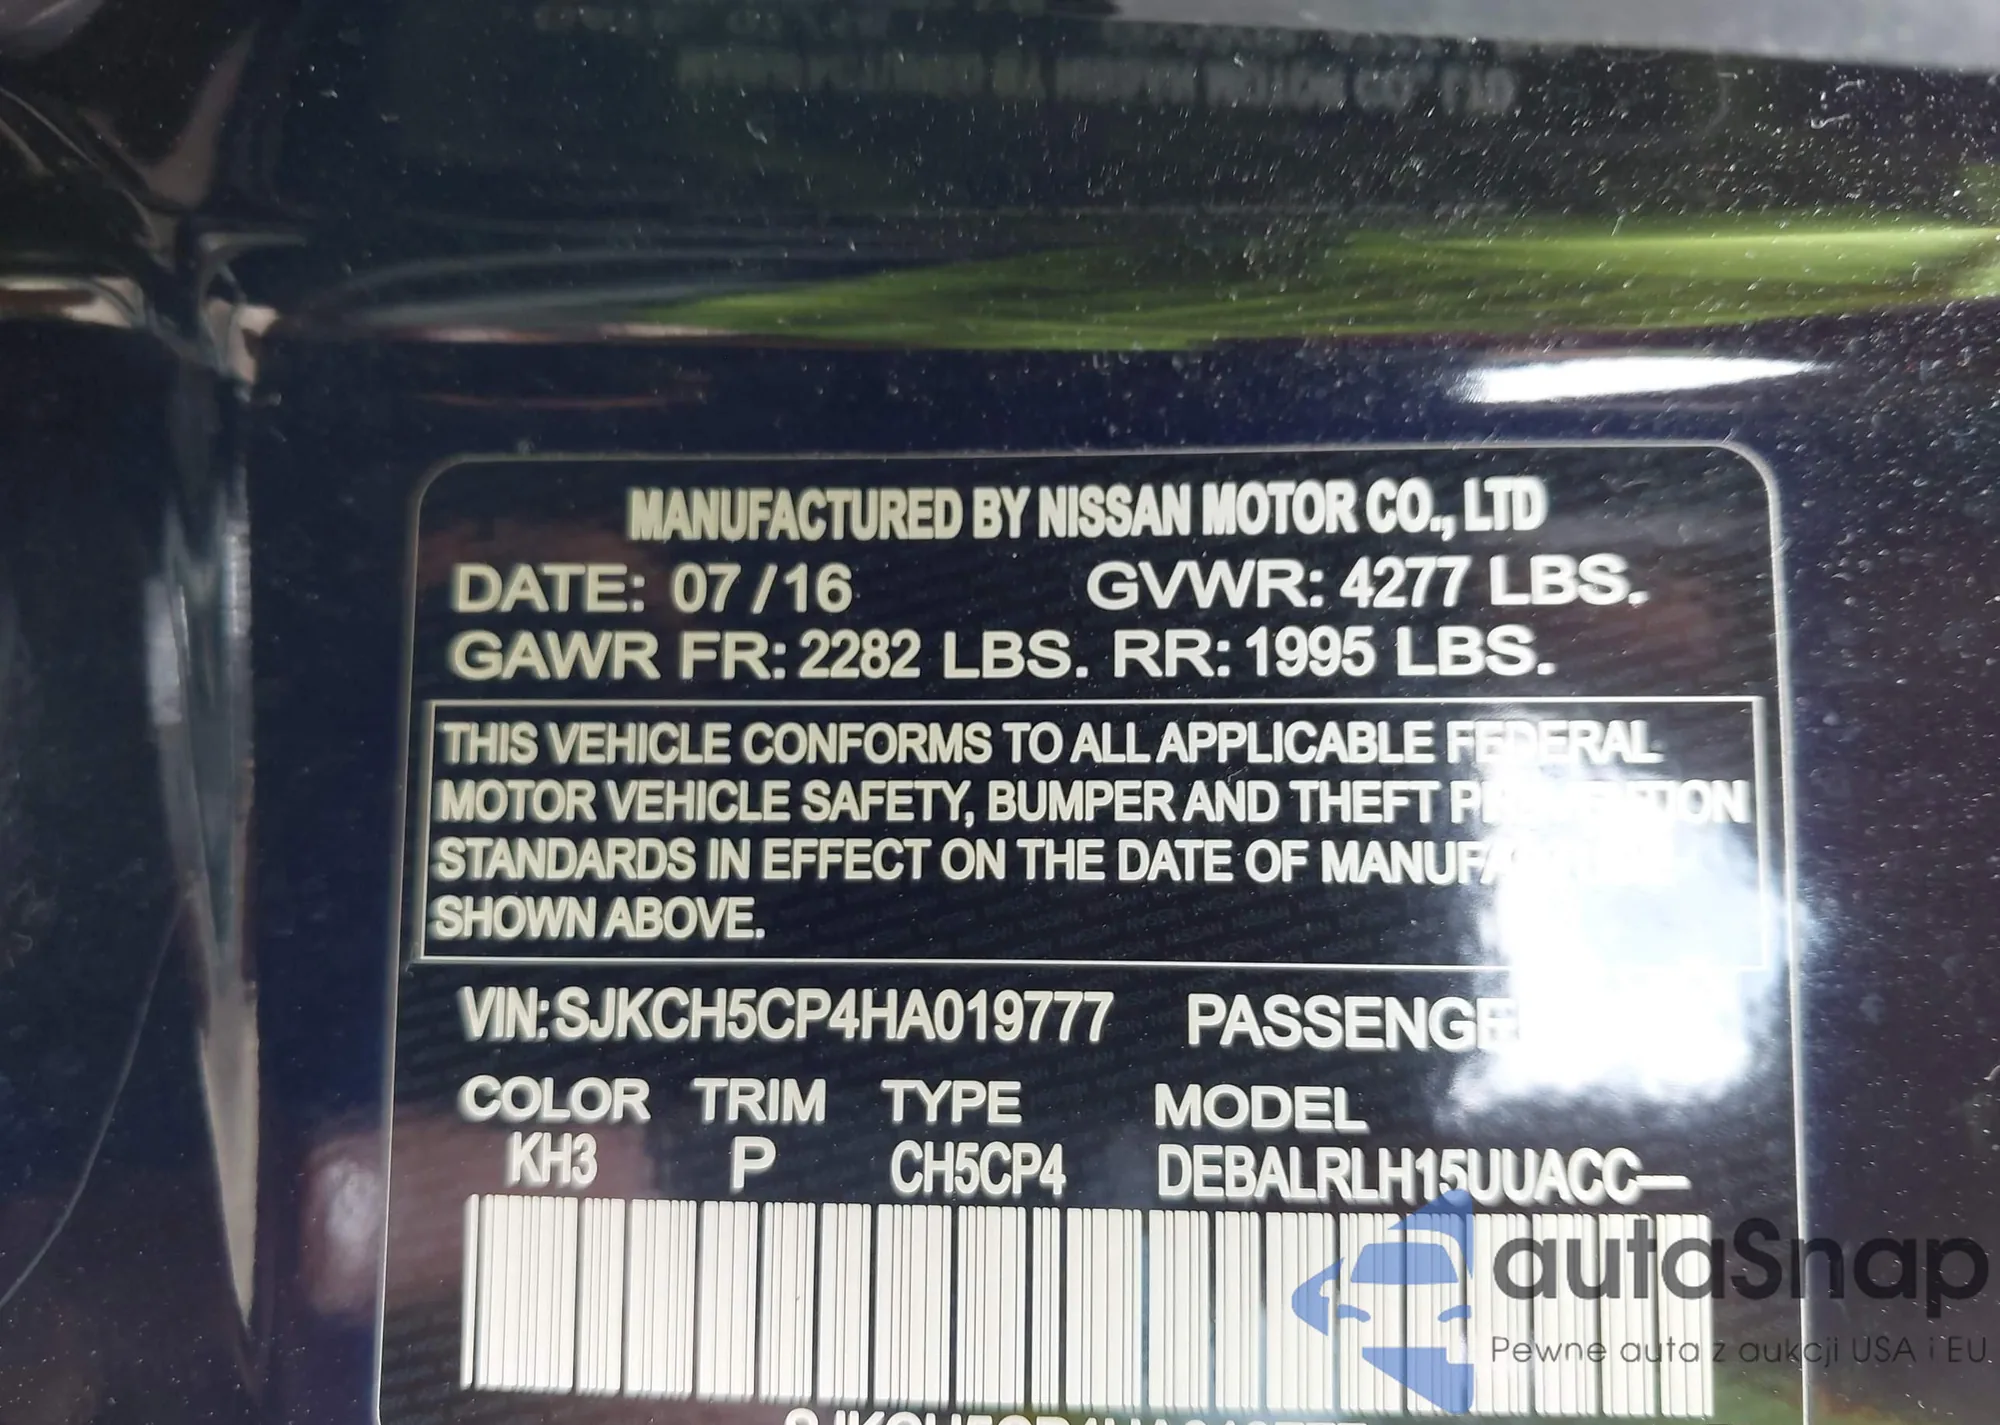 MANUFACTURED BY NISSAN MOTOR CO., LTD
DATE: 07/16 GVWR: 4277 LBS.
GAWR FR: 2282 LBS. RR: 1995 LBS.
THIS VEHICLE CONFORMS TO ALL APPLICABLE FEDERAL
MOTOR VEHICLE SAFETY, BUMPER AND THEFT
STANDARDS IN EFFECT ON THE DATE OF
SHOWN ABOVE.
VIN: SJKCH5CP4HA019777
COLOR TRIM TYPE MODEL
KH3 P CH5CP4 DEBALRLH15UUACC—
autaSnap
Pewne auta z aukcji USA i EU